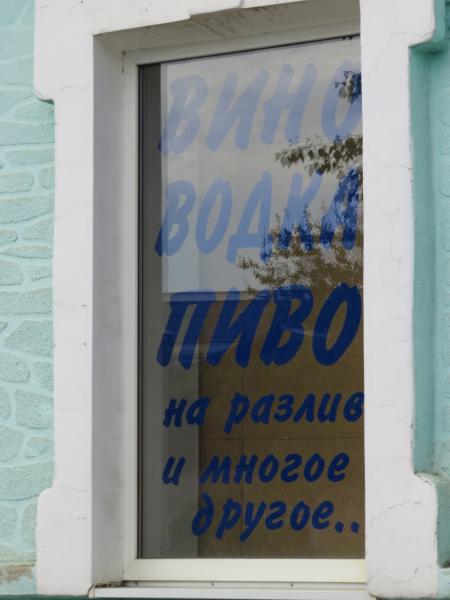 ВИНО
ВОДКА
ПИВО
на разлив
и многое
другое..